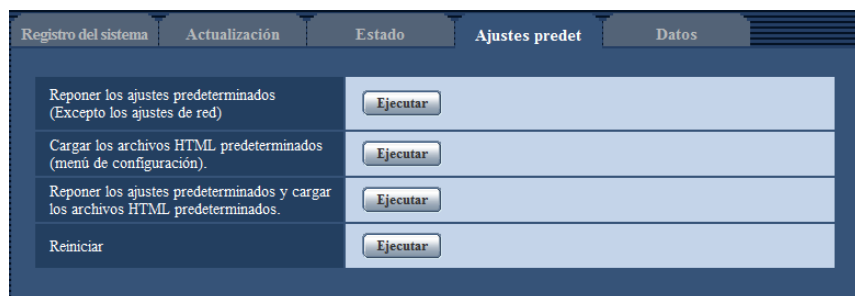 Registro del sistema Actualización Estado Ajustes predet Datos
Reponer los ajustes predeterminados
(Excepto los ajustes de red)
Ejecutar
Cargar los archivos HTML predeterminados
(menú de configuración).
Ejecutar
Reponer los ajustes predeterminados y cargar
los archivos HTML predeterminados.
Ejecutar
Reiniciar
Ejecutar